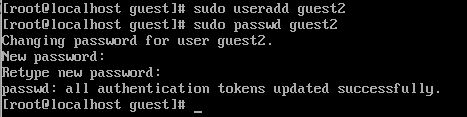 [root@localhost guest]# sudo useradd guest2
[root@localhost guest]# sudo passwd guest2
Changing password for user guest2.
New password:
Retype new password:
passwd: all authentication tokens updated successfully.
[root@localhost guest]# _